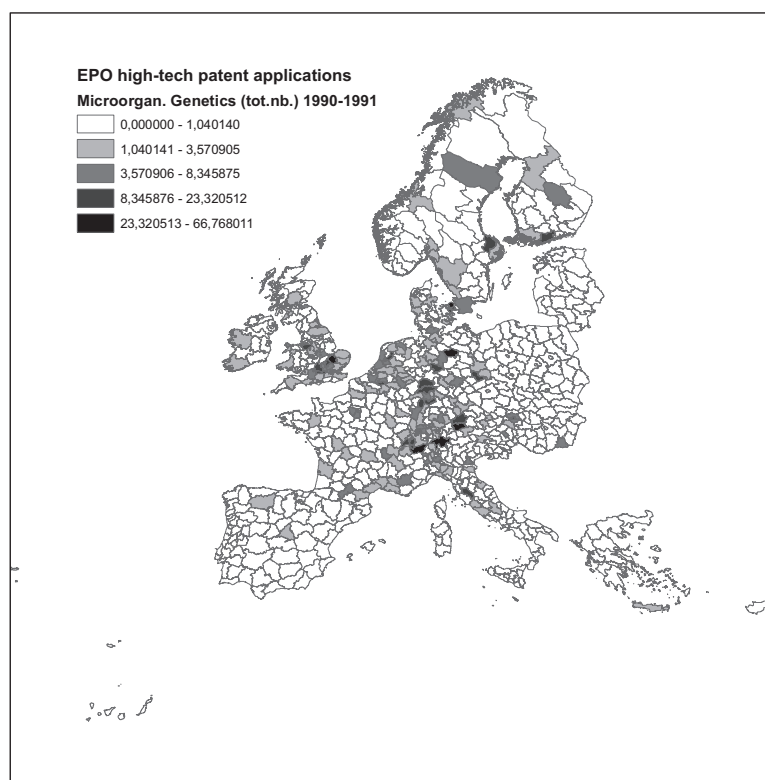 EPO high-tech patent applications
Microorgan. Genetics (tot.nb.) 1990-1991
0,000000 - 1,040140
1,040141 - 3,570905
3,570906 - 8,345875
8,345876 - 23,320512
23,320513 - 66,768011